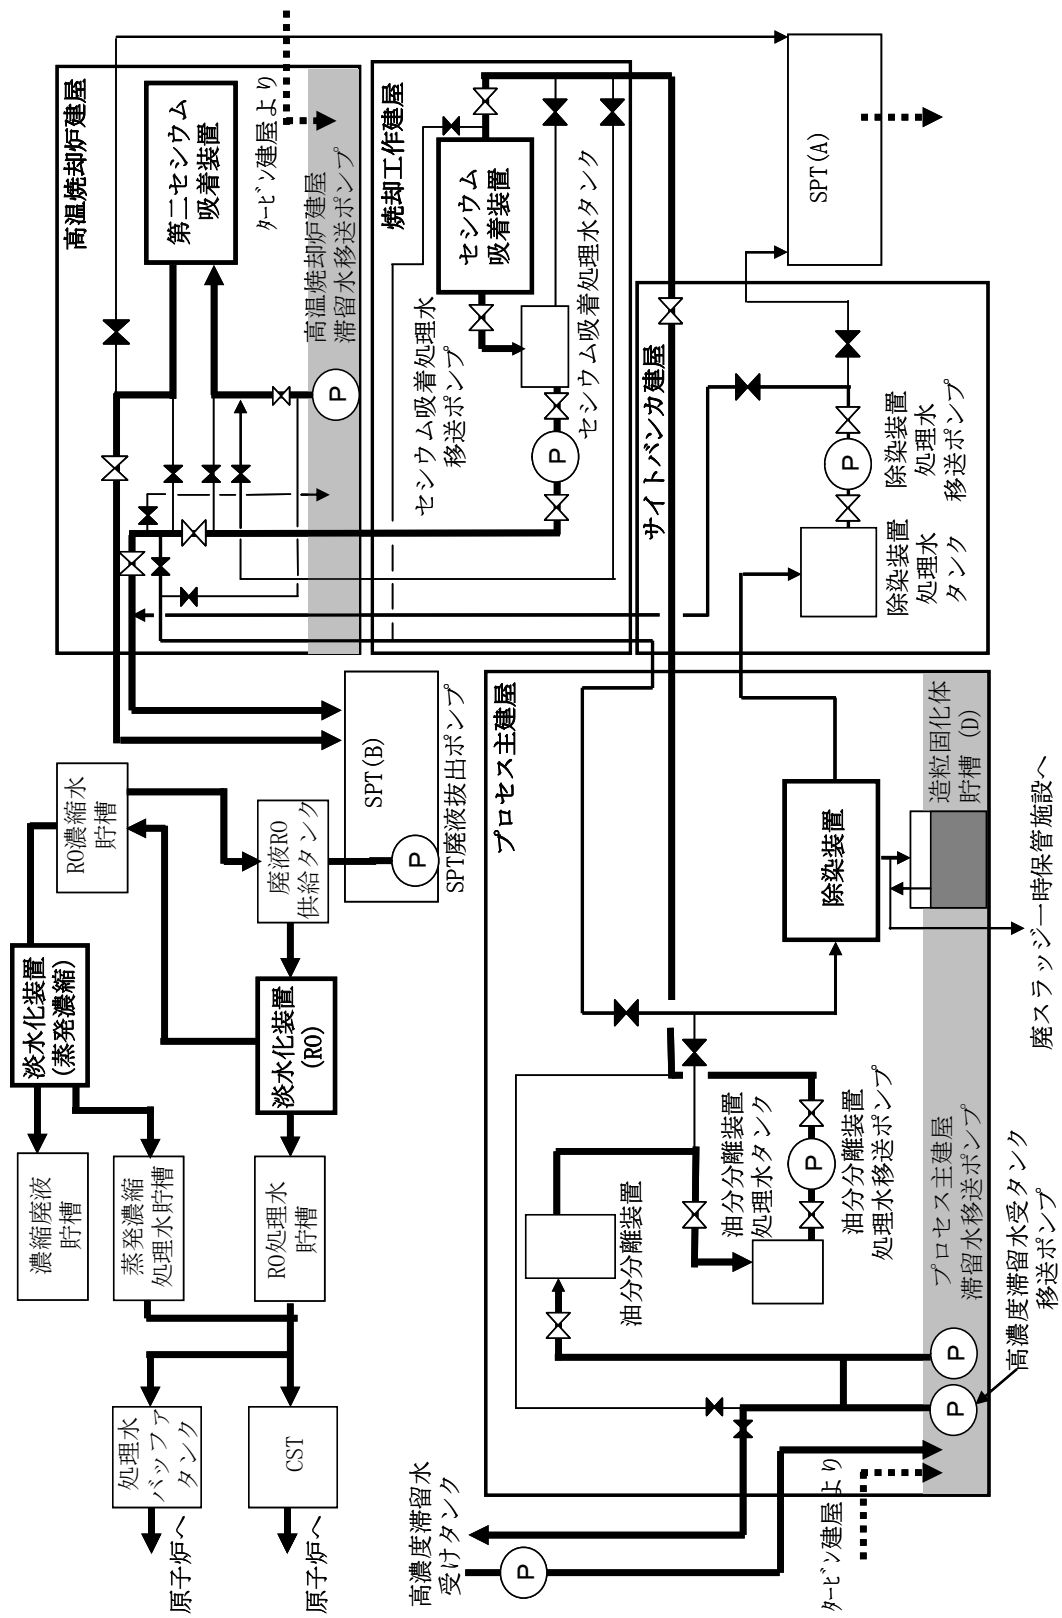 高温焼却炉建屋
第二セシウム
吸着装置
タービン建屋より
高温焼却炉建屋
滞留水移送ポンプ
P
焼却工作建屋
セシウム
吸着装置
セシウム吸着処理水
移送ポンプ
P
セシウム吸着処理水タンク
SPT(A)
サイトバンカ建屋
除染装置
処理水
移送ポンプ
P
除染装置
処理水
タンク
SPT(B)
P
SPT廃液抜出ポンプ
RO濃縮水
貯槽
廃液RO
供給タンク
淡水化装置
(蒸発濃縮)
淡水化装置
(RO)
濃縮廃液
貯槽
蒸発濃縮
処理水貯槽
RO処理水
貯槽
処理水
バッファ
タンク
CST
原子炉へ
原子炉へ
プロセス主建屋
除染装置
造粒固化体
貯槽 (D)
廃スラッジ一時保管施設へ
油分分離装置
油分分離装置
処理水タンク
油分分離装置
処理水移送ポンプ
P
プロセス主建屋
滞留水移送ポンプ
P
P
高濃度滞留水受タンク
移送ポンプ
高濃度滞留水
受けタンク
P
タービン建屋より